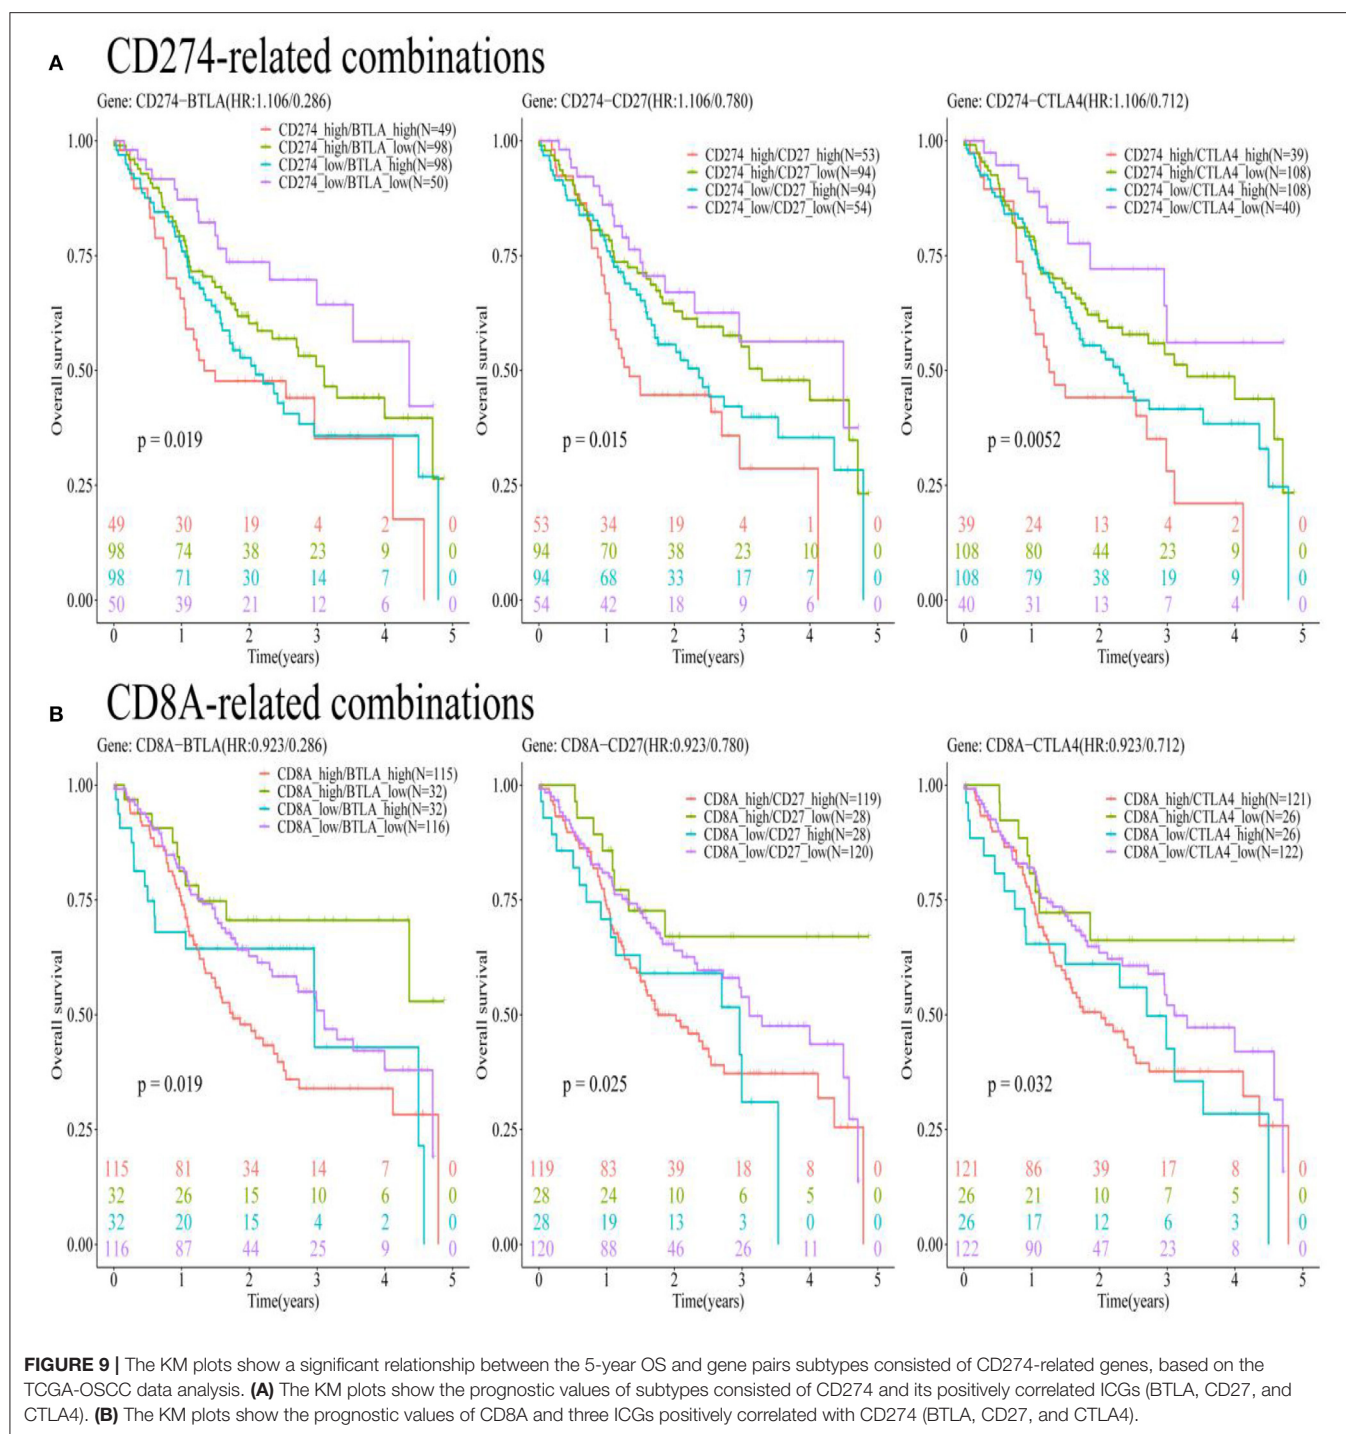 A CD274-related combinations
Gene: CD274−BTLA(HR:1.106/0.286)
CD274_high/BTLA_high(N=49)
CD274_high/BTLA_low(N=98)
CD274_low/BTLA_high(N=98)
CD274_low/BTLA_low(N=50)
1.00
0.75
0.50
0.25
0.00
Overall survival
p = 0.019
49 30 19 4 2 0
98 74 38 23 9 0
98 71 30 14 7 0
50 39 21 12 6 0
0 1 2 3 4 5
Time(years)
Gene: CD274−CD27(HR:1.106/0.780)
CD274_high/CD27_high(N=53)
CD274_high/CD27_low(N=94)
CD274_low/CD27_high(N=94)
CD274_low/CD27_low(N=54)
1.00
0.75
0.50
0.25
0.00
Overall survival
p = 0.015
53 34 19 4 1 0
94 70 38 23 10 0
94 68 33 17 7 0
54 42 18 9 6 0
0 1 2 3 4 5
Time(years)
Gene: CD274−CTLA4(HR:1.106/0.712)
CD274_high/CTLA4_high(N=39)
CD274_high/CTLA4_low(N=108)
CD274_low/CTLA4_high(N=108)
CD274_low/CTLA4_low(N=40)
1.00
0.75
0.50
0.25
0.00
Overall survival
p = 0.0052
39 24 13 4 2 0
108 80 44 23 9 0
108 79 38 19 9 0
40 31 13 7 4 0
0 1 2 3 4 5
Time(years)
B CD8A-related combinations
Gene: CD8A−BTLA(HR:0.923/0.286)
CD8A_high/BTLA_high(N=115)
CD8A_high/BTLA_low(N=32)
CD8A_low/BTLA_high(N=32)
CD8A_low/BTLA_low(N=116)
1.00
0.75
0.50
0.25
0.00
Overall survival
p = 0.019
115 81 34 14 7 0
32 26 15 10 6 0
32 20 15 4 2 0
116 87 44 25 9 0
0 1 2 3 4 5
Time(years)
Gene: CD8A−CD27(HR:0.923/0.780)
CD8A_high/CD27_high(N=119)
CD8A_high/CD27_low(N=28)
CD8A_low/CD27_high(N=28)
CD8A_low/CD27_low(N=120)
1.00
0.75
0.50
0.25
0.00
Overall survival
p = 0.025
119 83 39 18 8 0
28 24 10 6 5 0
28 19 13 3 0 0
120 88 46 26 11 0
0 1 2 3 4 5
Time(years)
Gene: CD8A−CTLA4(HR:0.923/0.712)
CD8A_high/CTLA4_high(N=121)
CD8A_high/CTLA4_low(N=26)
CD8A_low/CTLA4_high(N=26)
CD8A_low/CTLA4_low(N=122)
1.00
0.75
0.50
0.25
0.00
Overall survival
p = 0.032
121 86 39 17 8 0
26 21 10 7 5 0
26 17 12 6 3 0
122 90 47 23 8 0
0 1 2 3 4 5
Time(years)
FIGURE 9 | The KM plots show a significant relationship between the 5-year OS and gene pairs subtypes consisted of CD274-related genes, based on the
TCGA-OSCC data analysis. (A) The KM plots show the prognostic values of subtypes consisted of CD274 and its positively correlated ICGs (BTLA, CD27, and
CTLA4). (B) The KM plots show the prognostic values of CD8A and three ICGs positively correlated with CD274 (BTLA, CD27, and CTLA4).